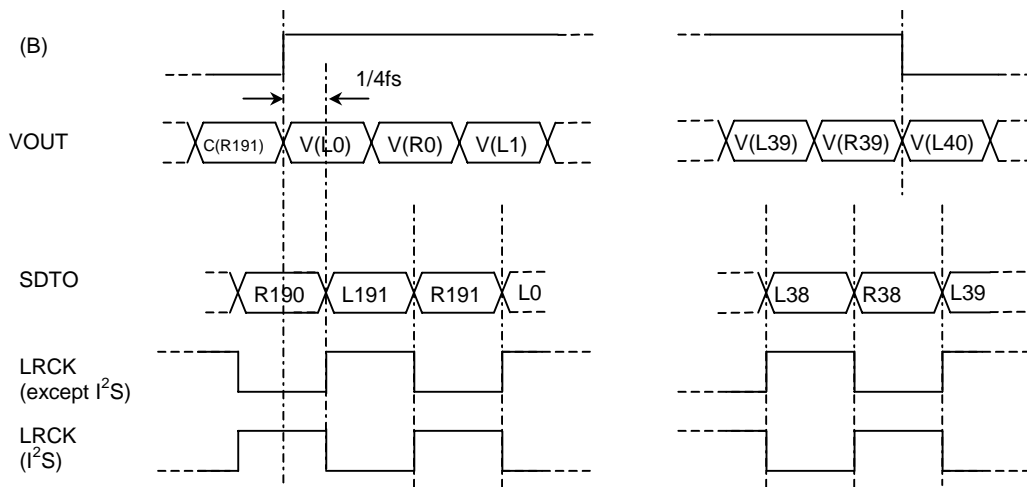 (B)
1/4fs
VOUT C(R191) V(L0) V(R0) V(L1) V(L39) V(R39) V(L40)
SDTO R190 L191 R191 L0 L38 R38 L39
LRCK
(except I²S)
LRCK
(I²S)